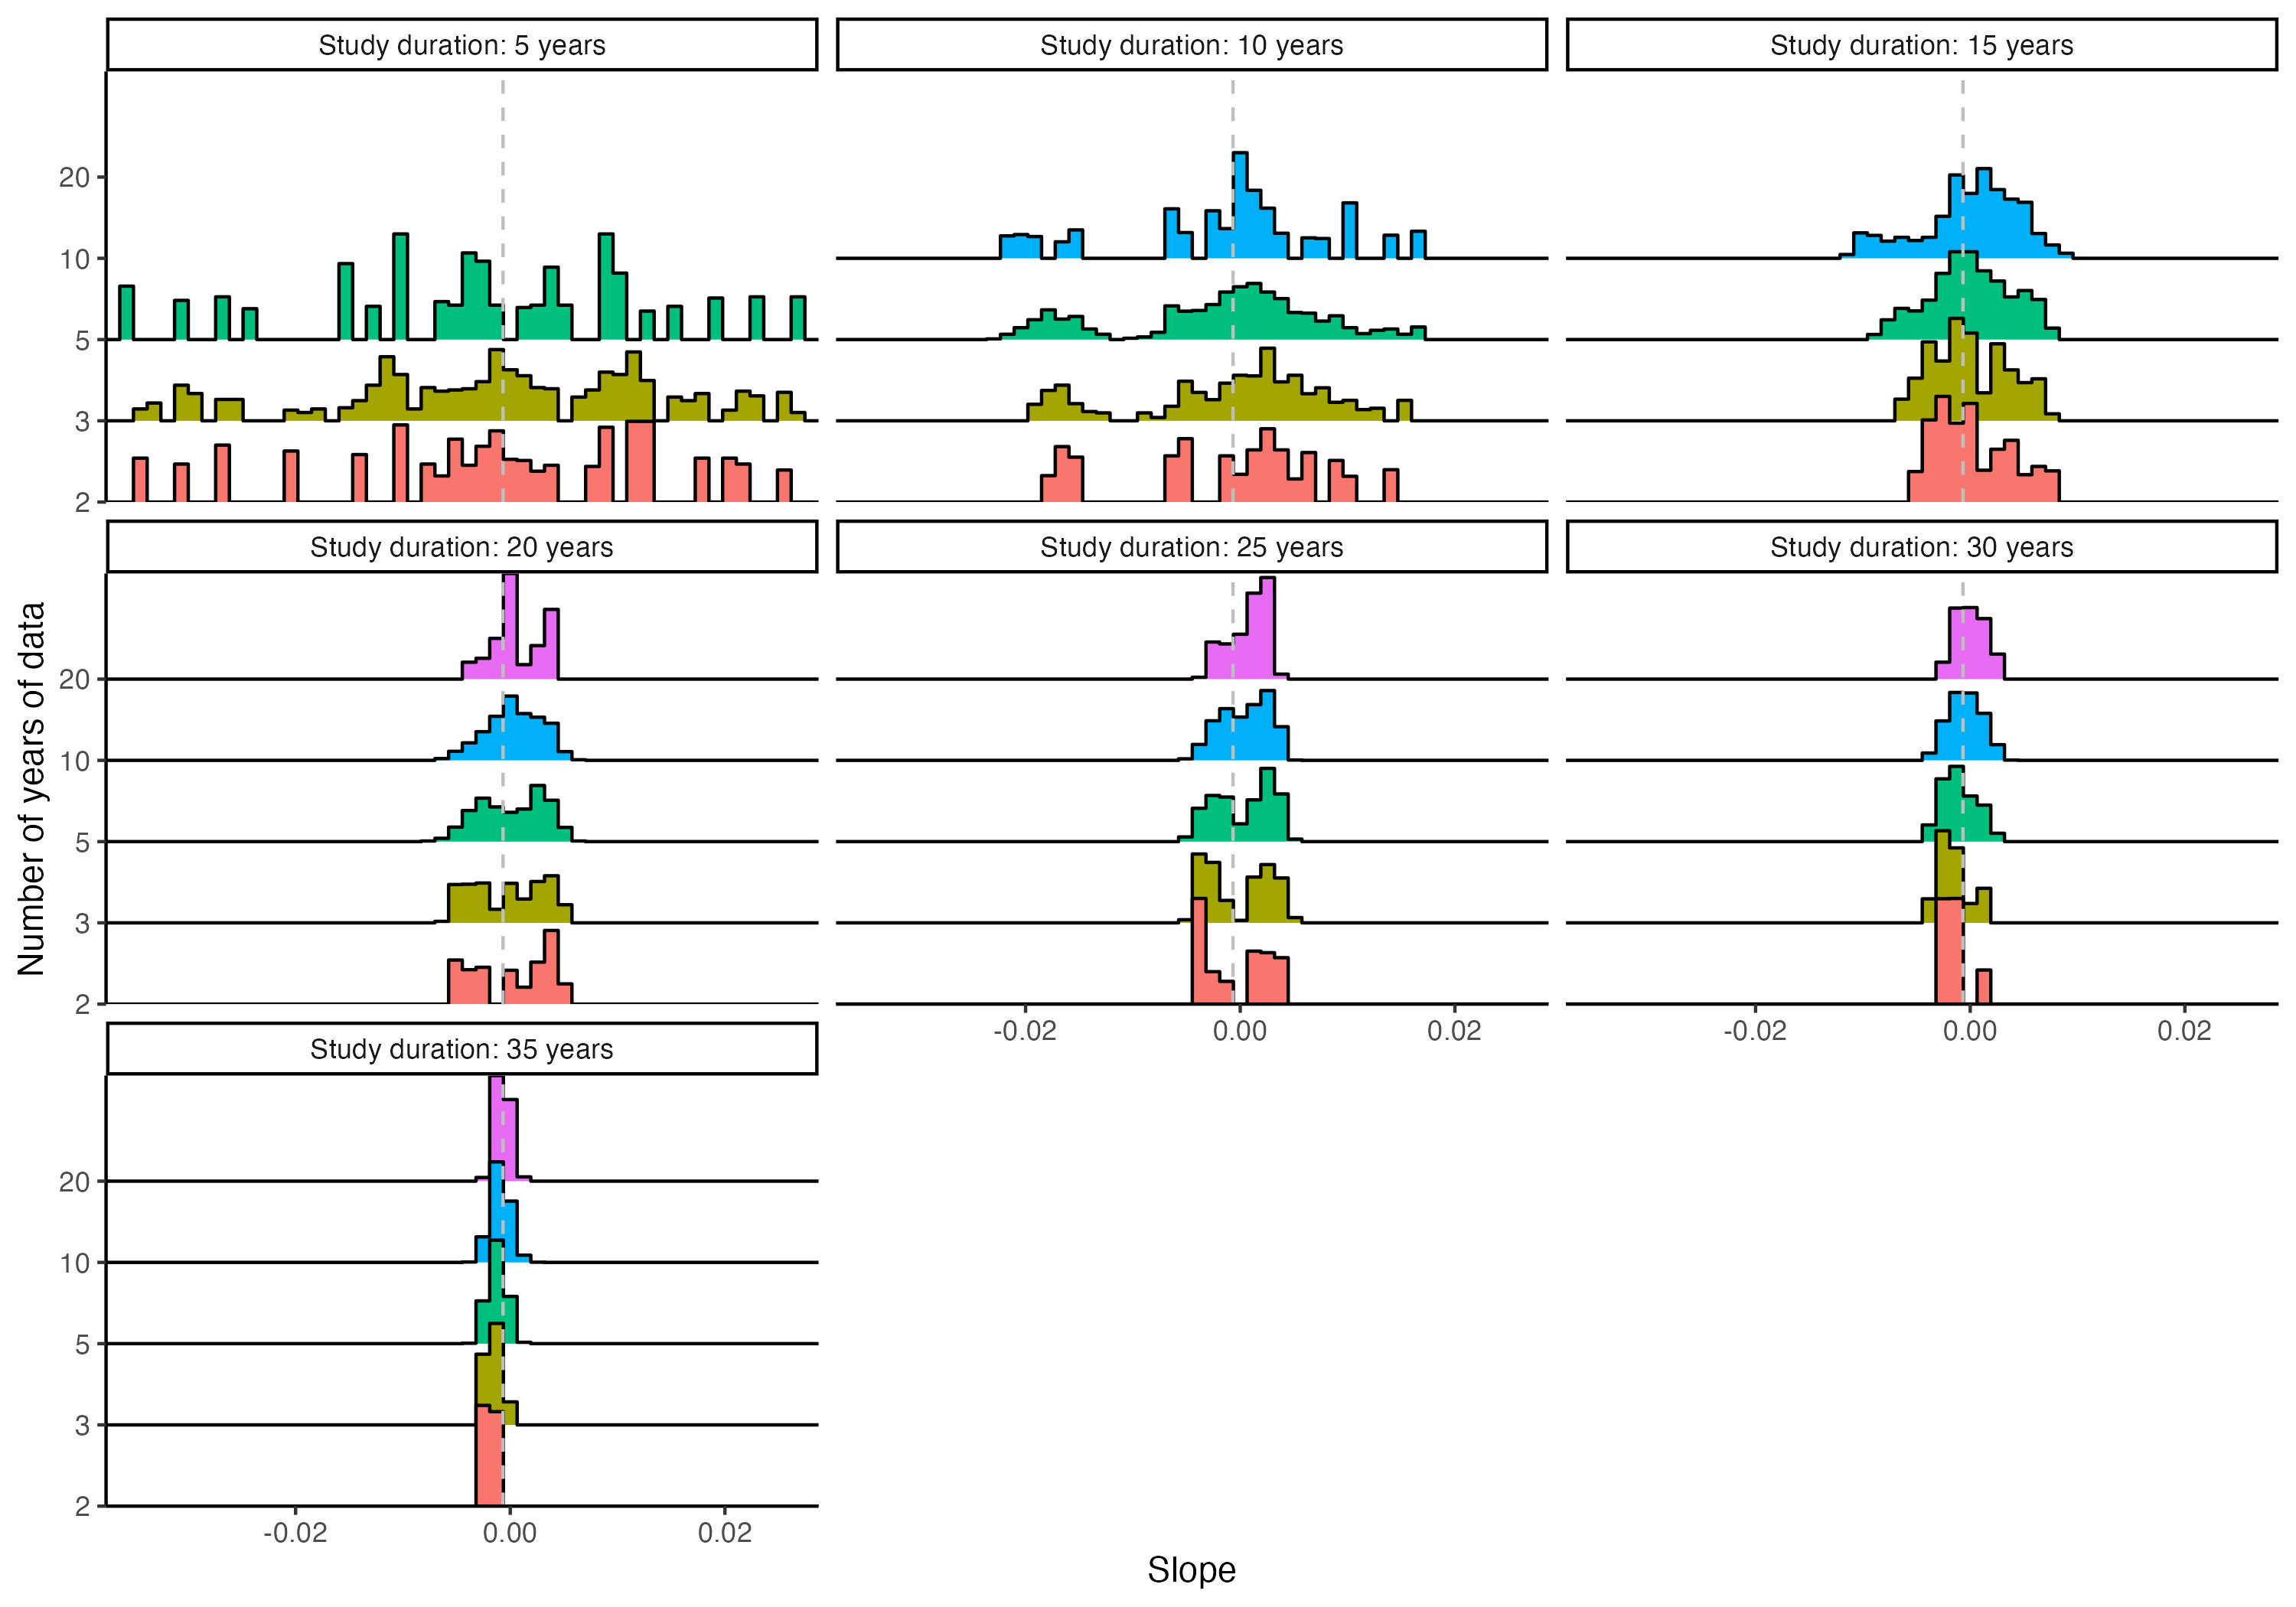 Study duration: 5 years
Study duration: 10 years
Study duration: 15 years
20
10
5
3
2
Study duration: 20 years
Study duration: 25 years
Study duration: 30 years
Number of years of data
20
10
5
3
2
-0.02 0.00 0.02
-0.02 0.00 0.02
Study duration: 35 years
20
10
5
3
2
-0.02 0.00 0.02
Slope